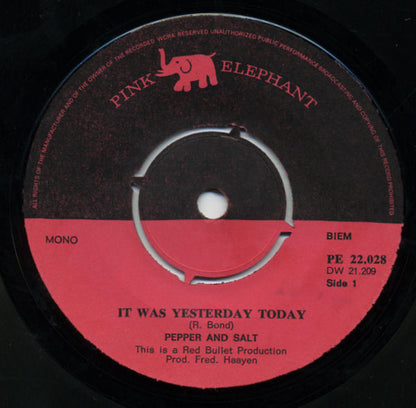 ALL RIGHTS OF THE MANUFACTURER AND OF THE OWNER OF THE RECORDED WORK RESERVED UNAUTHORIZED PUBLIC PERFORMANCE BROADCASTING AND COPYING OF THIS RECORD PROHIBITED
PINK ELEPHANT
MONO
BIEM
PE 22.028
DW 21.209
Side 1
IT WAS YESTERDAY TODAY
(R. Bond)
PEPPER AND SALT
This is a Red Bullet Production
Prod. Fred. Haayen